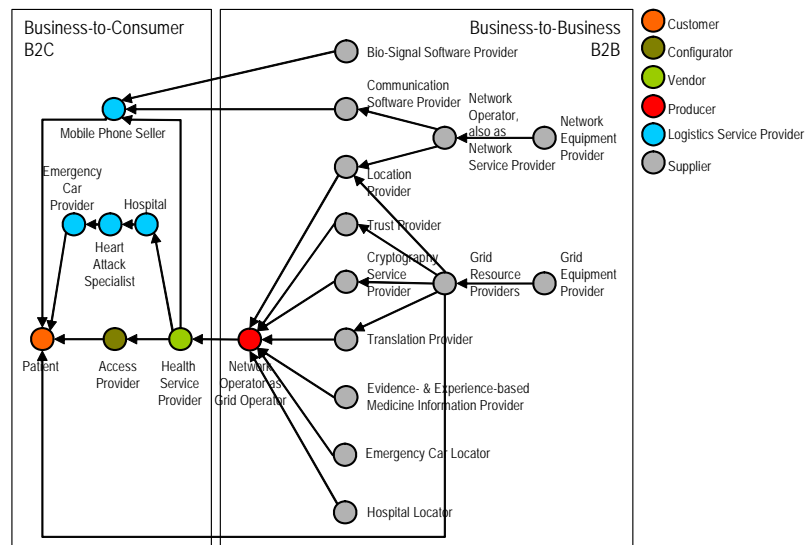 Business-to-Consumer
B2C
Business-to-Business
B2B
Customer
Configurator
Vendor
Producer
Logistics Service Provider
Supplier
Bio-Signal Software Provider
Communication
Software Provider
Network
Operator,
also as
Network
Service Provider
Network
Equipment
Provider
Mobile Phone Seller
Emergency
Car
Provider
Hospital
Heart
Attack
Specialist
Location
Provider
Trust Provider
Cryptography
Service
Provider
Grid
Resource
Providers
Grid
Equipment
Provider
Translation Provider
Patient
Access
Provider
Health
Service
Provider
Network
Operator as
Grid Operator
Evidence- & Experience-based
Medicine Information Provider
Emergency Car Locator
Hospital Locator